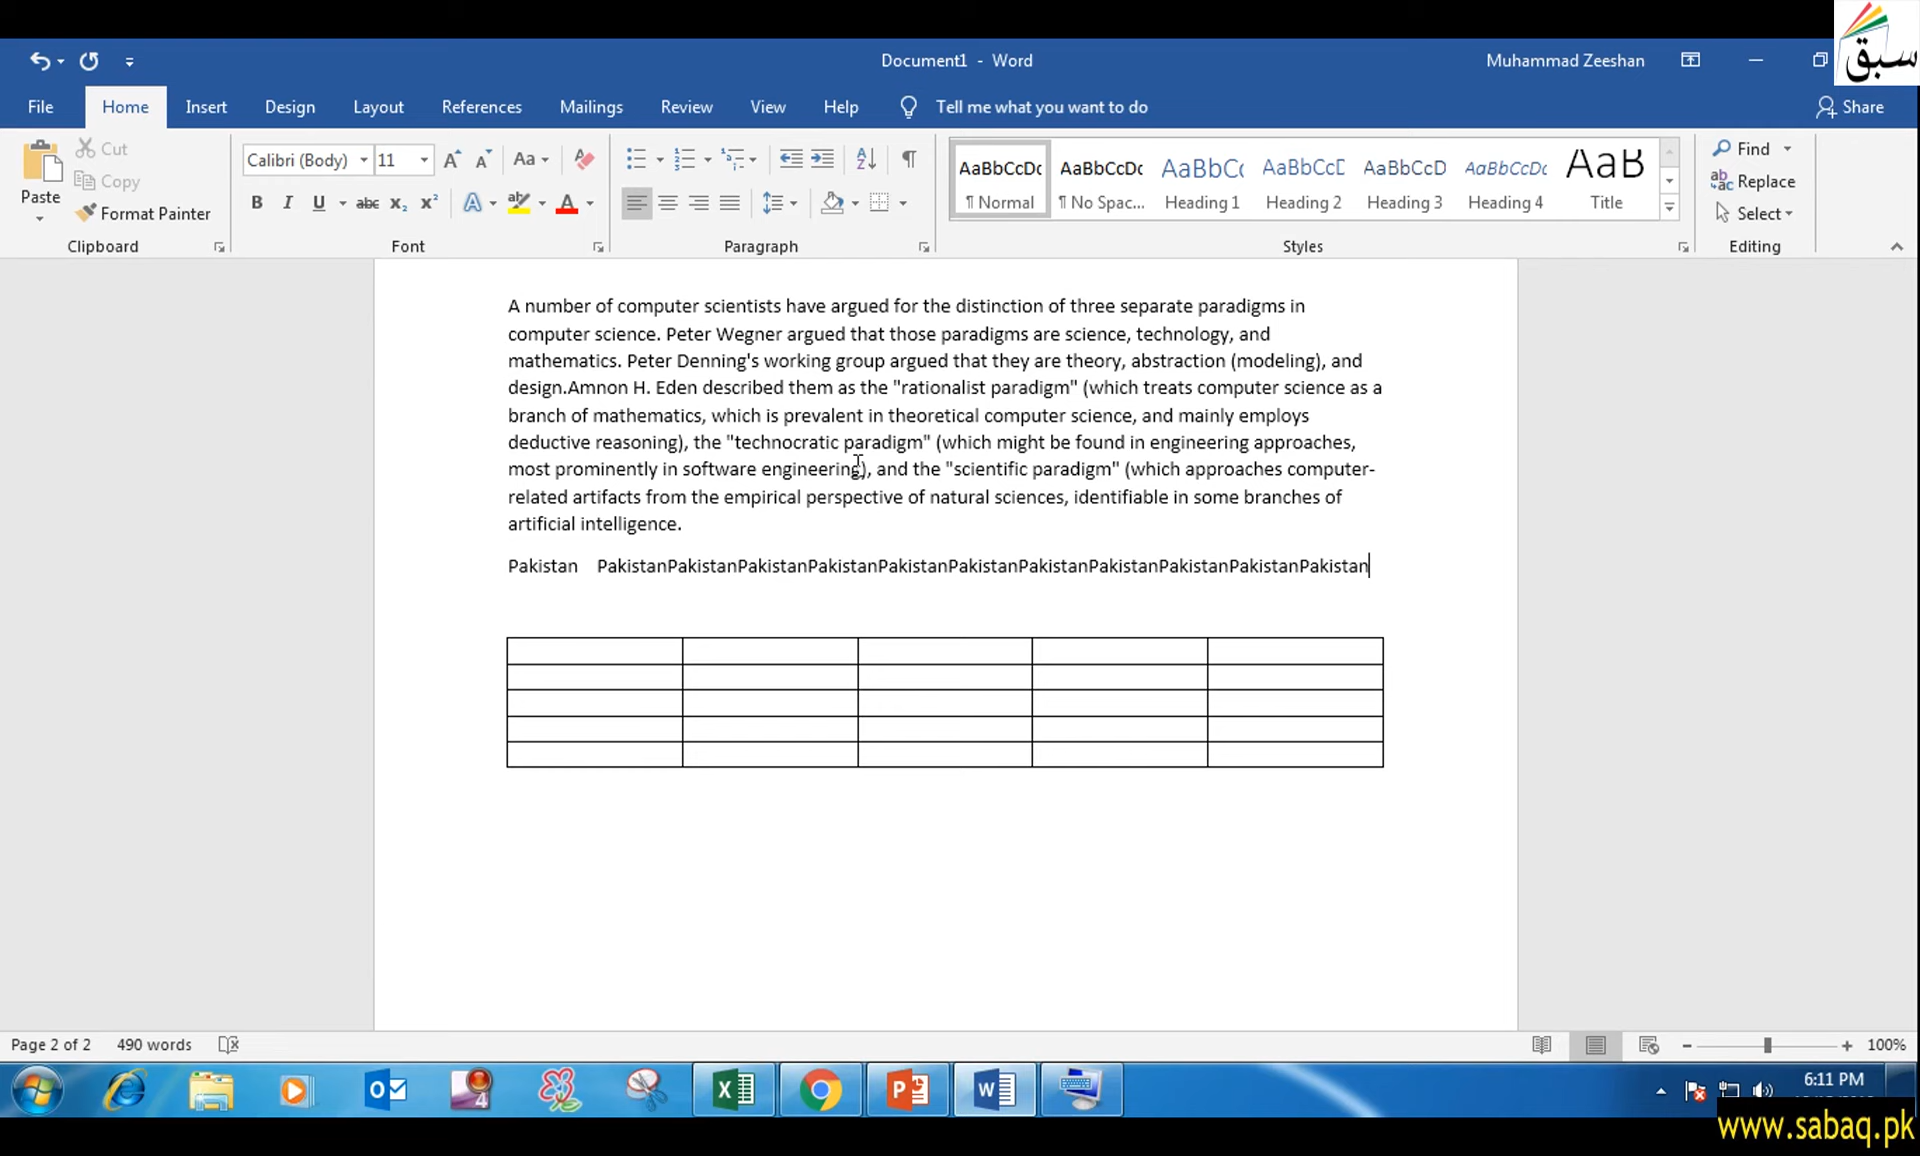 سبق
Document1 - Word
Muhammad Zeeshan
File Home Insert Design Layout References Mailings Review View Help Tell me what you want to do Share
Paste
Cut
Copy
Format Painter
Clipboard
Calibri (Body) 11
Aa
B I U abc X₂ X² A A
Font
Paragraph
AaBbCcDc AaBbCcDc AaBbC AaBbCcE AaBbCcD AaBbCcDc AaB
¶ Normal ¶ No Spac... Heading 1 Heading 2 Heading 3 Heading 4 Title
Styles
Find
Replace
Select
Editing
A number of computer scientists have argued for the distinction of three separate paradigms in
computer science. Peter Wegner argued that those paradigms are science, technology, and
mathematics. Peter Denning's working group argued that they are theory, abstraction (modeling), and
design.Amnon H. Eden described them as the "rationalist paradigm" (which treats computer science as a
branch of mathematics, which is prevalent in theoretical computer science, and mainly employs
deductive reasoning), the "technocratic paradigm" (which might be found in engineering approaches,
most prominently in software engineering), and the "scientific paradigm" (which approaches computer-
related artifacts from the empirical perspective of natural sciences, identifiable in some branches of
artificial intelligence.
Pakistan PakistanPakistanPakistanPakistanPakistanPakistanPakistanPakistanPakistanPakistanPakistan
Page 2 of 2 490 words
100%
6:11 PM
www.sabaq.pk